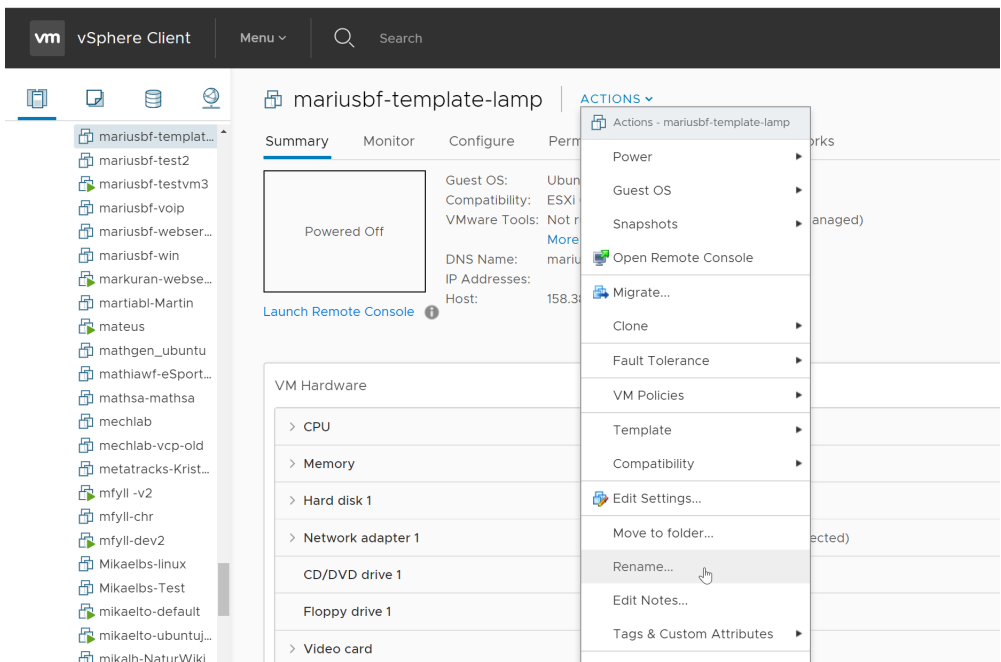 vm vSphere Client Menu Search
mariusbf-templat...
mariusbf-test2
mariusbf-testvm3
mariusbf-voip
mariusbf-webser...
mariusbf-win
markuran-webse...
martiabl-Martin
mateus
mathgen_ubuntu
mathiawf-eSport...
mathsa-mathsa
mechlab
mechlab-vcp-old
metatracks-Krist...
mfyll -v2
mfyll-chr
mfyll-dev2
Mikaelbs-linux
Mikaelbs-Test
mikaelto-default
mikaelto-ubuntuj...
mikalh-NaturWiki
mariusbf-template-lamp ACTIONS
Summary Monitor Configure Perm rks
Powered Off
Launch Remote Console
Guest OS: Ubun
Compatibility: ESXi
VMware Tools: Not r anaged)
More
DNS Name: mariu
IP Addresses:
Host: 158.38
VM Hardware
CPU
Memory
Hard disk 1
Network adapter 1 ected)
CD/DVD drive 1
Floppy drive 1
Video card
Actions - mariusbf-template-lamp
Power
Guest OS
Snapshots
Open Remote Console
Migrate...
Clone
Fault Tolerance
VM Policies
Template
Compatibility
Edit Settings...
Move to folder...
Rename...
Edit Notes...
Tags & Custom Attributes